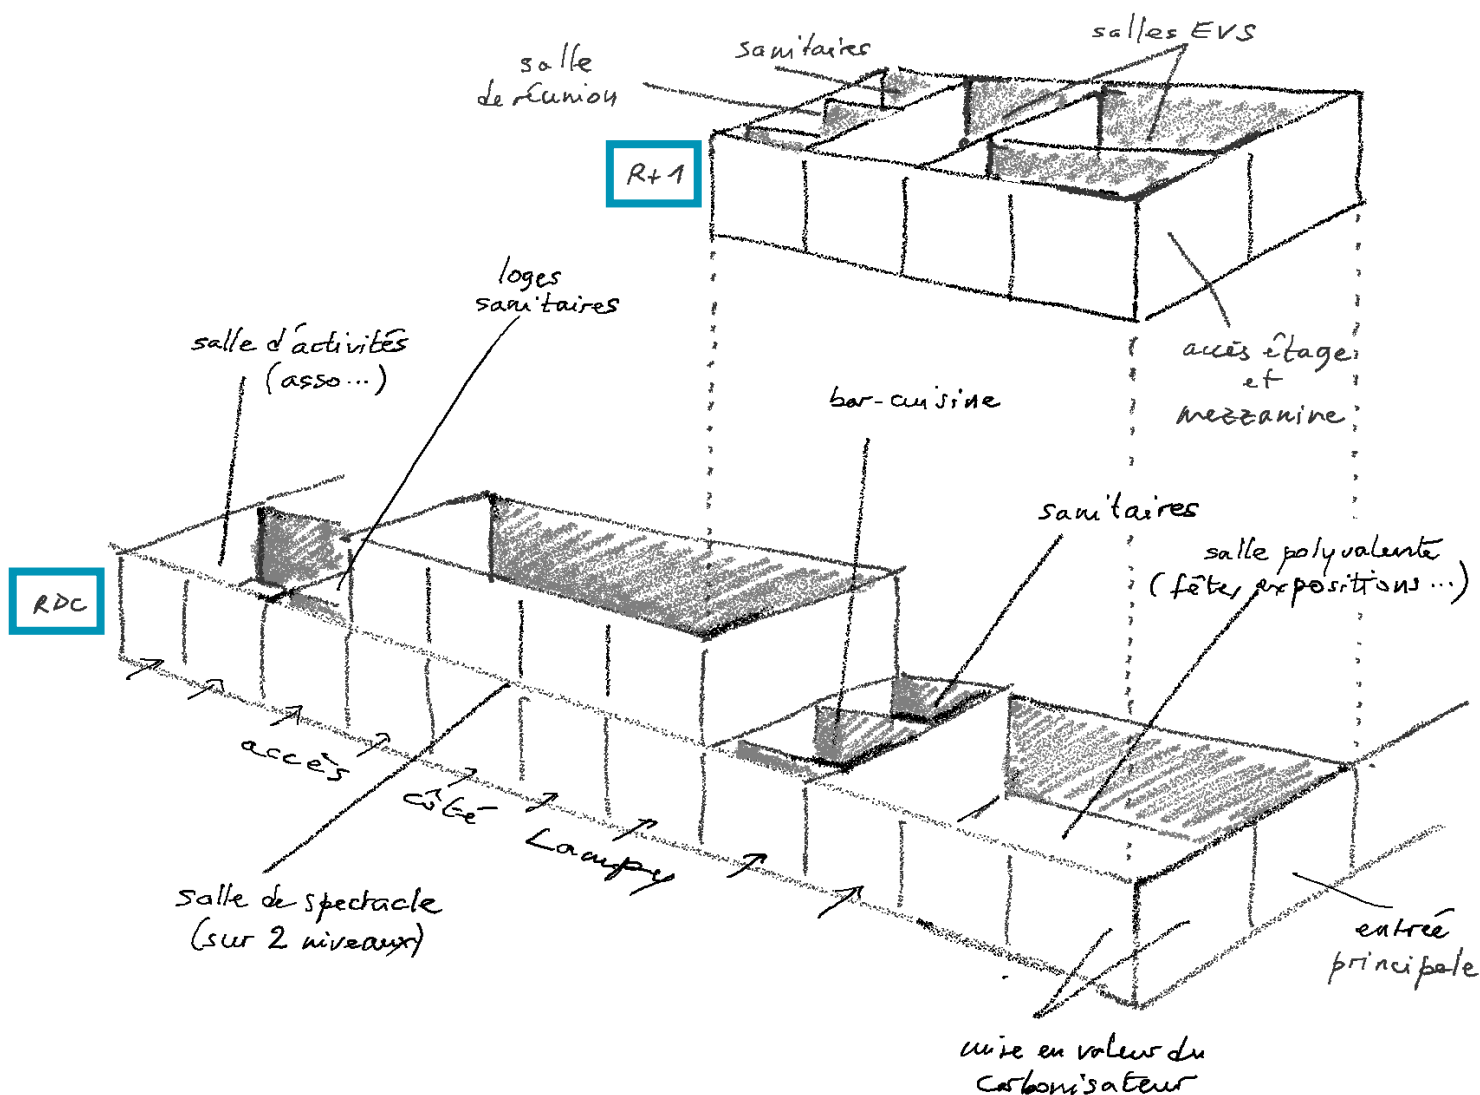 salles EVS
sanitaires
salle
de réunion
R+1
accès étage
et
mezzanine
loges
sanitaires
salle d'activités
(asso...)
bar-cuisine
sanitaires
salle polyvalente
(fête, expositions...)
RDC
accès
côté
Lampy
salle de spectacle
(sur 2 niveaux)
entrée
principale
mise en valeur du
carbonisateur